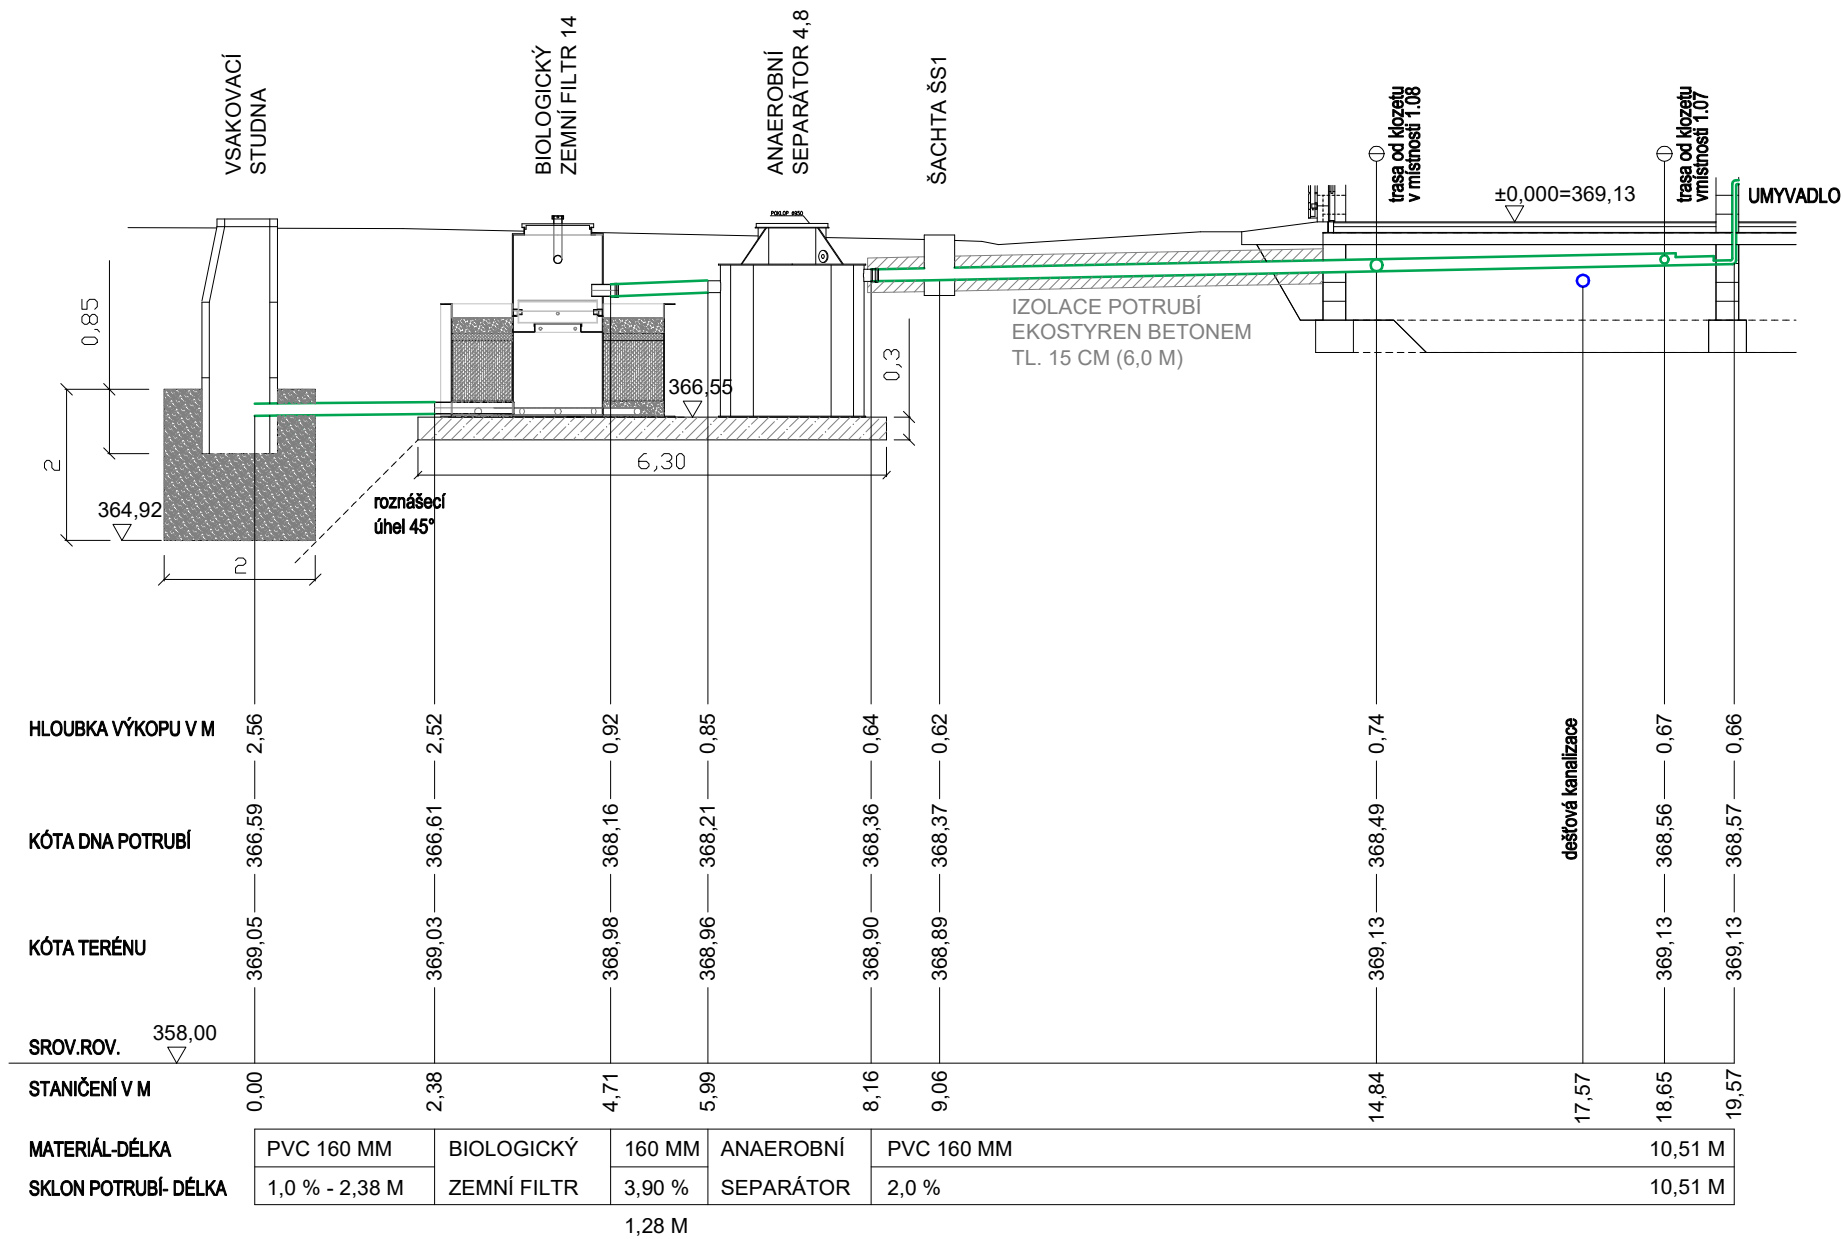 VSAKOVACÍ
STUDNA
BIOLOGICKÝ
ZEMNÍ FILTR 14
ANAEROBNÍ
SEPARÁTOR 4,8
ŠACHTA ŠS1
trasa od klozetu
v místnosti 1.08
trasa od klozetu
vmístnosti 1.07
±0,000=369,13
UMYVADLO
POKLOP
0,85
2
364,92
2
roznášecí
úhel 45°
366,55
6,30
0,3
IZOLACE POTRUBÍ
EKOSTYREN BETONEM
TL. 15 CM (6,0 M)
dešťová kanalizace
HLOUBKA VÝKOPU V M 2,56 2,52 0,92 0,85 0,64 0,62 0,74 0,67 0,66
KÓTA DNA POTRUBÍ 366,59 366,61 368,16 368,21 368,36 368,37 368,49 368,56 368,57
KÓTA TERÉNU 369,05 369,03 368,98 368,96 368,90 368,89 369,13 369,13 369,13
SROV.ROV. 358,00
STANIČENÍ V M 0,00 2,38 4,71 5,99 8,16 9,06 14,84 17,57 18,65 19,57
MATERIÁL-DÉLKA PVC 160 MM BIOLOGICKÝ 160 MM ANAEROBNÍ PVC 160 MM 10,51 M
SKLON POTRUBÍ- DÉLKA 1,0 % - 2,38 M ZEMNÍ FILTR 3,90 % SEPARÁTOR 2,0 % 10,51 M
1,28 M